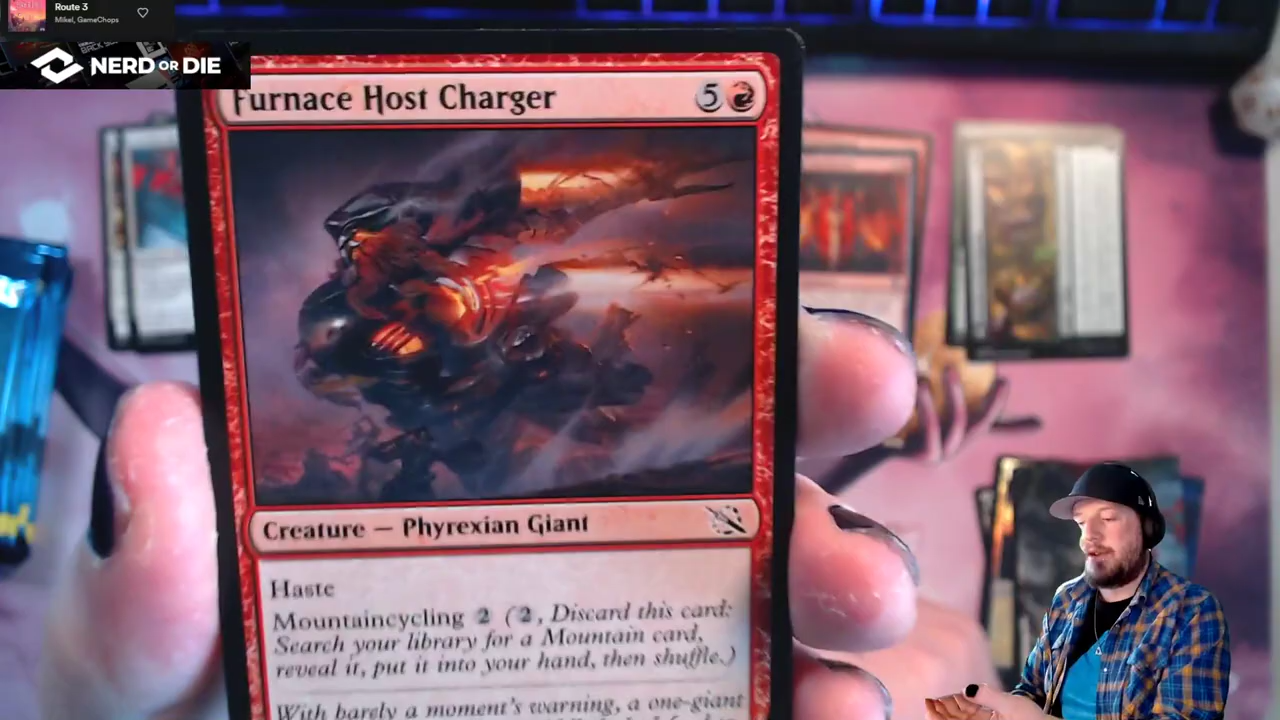 Route 3
Mikel, GameChops
NERD OR DIE
Furnace Host Charger 5
Creature — Phyrexian Giant
Haste
Mountaincycling 2 (2, Discard this card:
Search your library for a Mountain card,
reveal it, put it into your hand, then shuffle.)
With barely a moment's warning, a one-giant